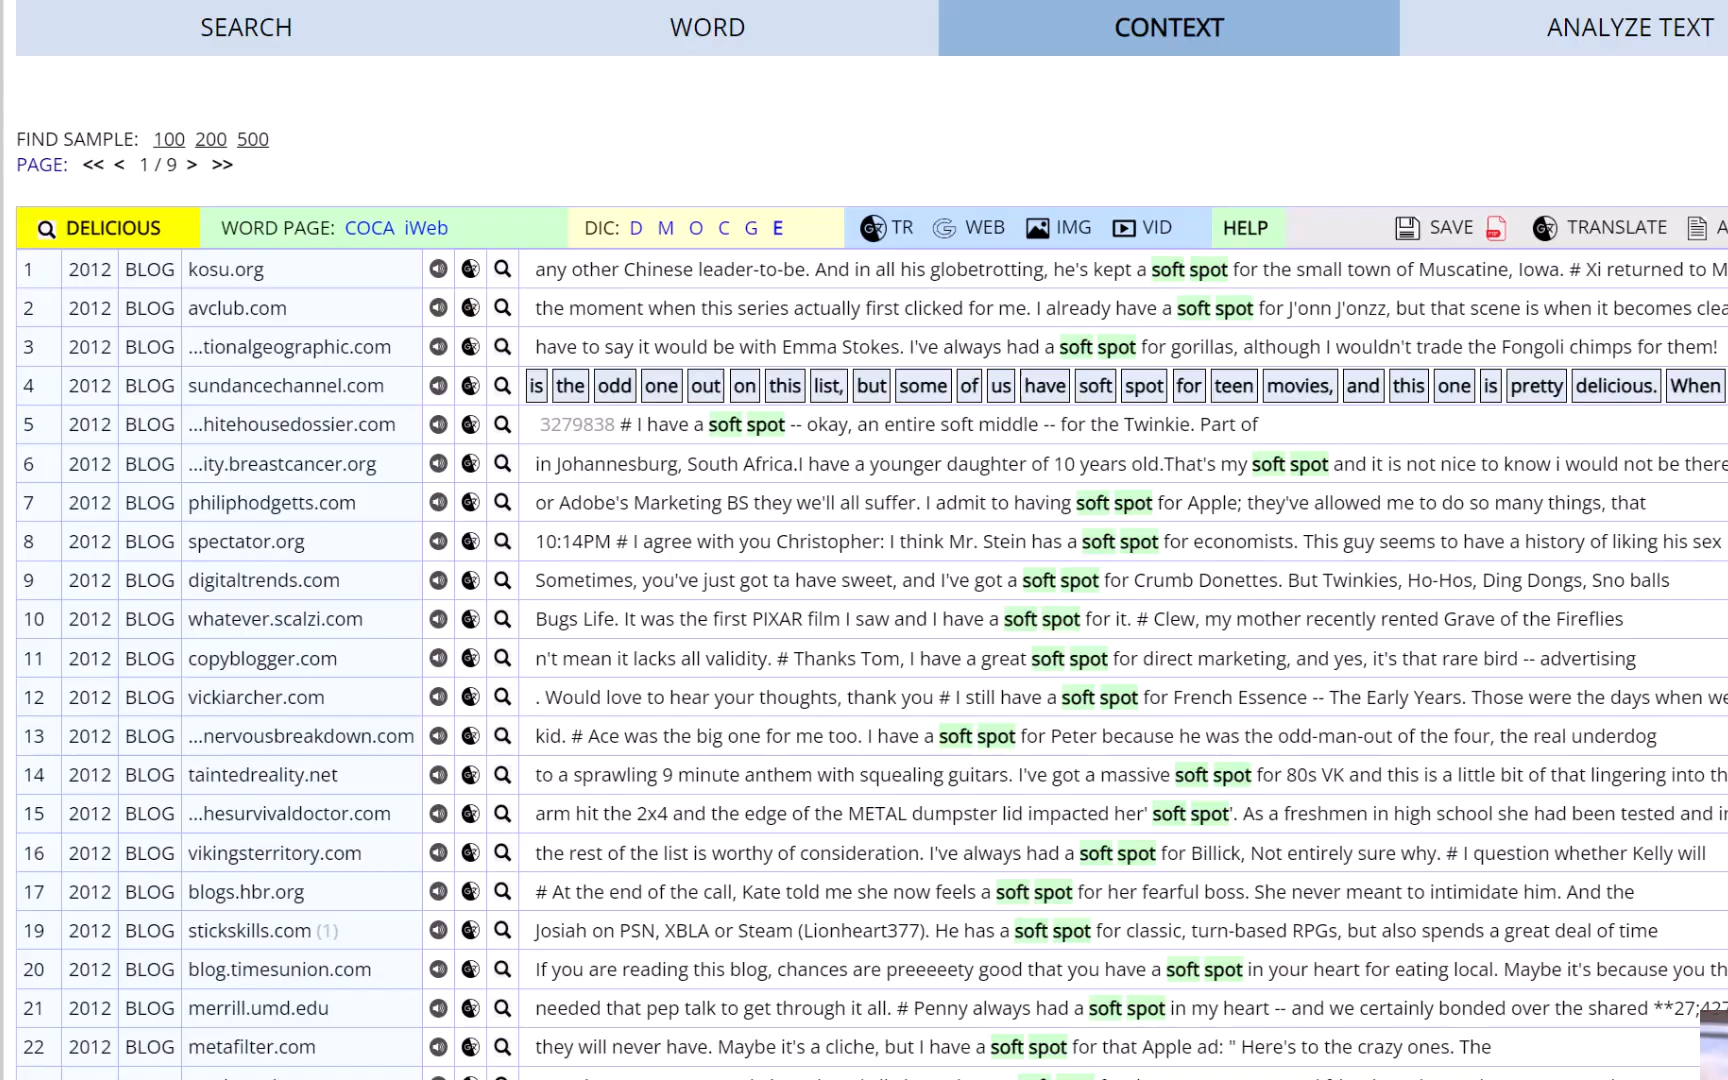 SEARCH WORD CONTEXT ANALYZE TEXT
FIND SAMPLE: 100 200 500
PAGE: << < 1 / 9 > >>
DELICIOUS WORD PAGE: COCA iWeb DIC: D M O C G E TR WEB IMG VID HELP SAVE TRANSLATE A
1 2012 BLOG kosu.org any other Chinese leader-to-be. And in all his globetrotting, he's kept a soft spot for the small town of Muscatine, Iowa. # Xi returned to M
2 2012 BLOG avclub.com the moment when this series actually first clicked for me. I already have a soft spot for J'onn J'onzz, but that scene is when it becomes clea
3 2012 BLOG ...tionalgeographic.com have to say it would be with Emma Stokes. I've always had a soft spot for gorillas, although I wouldn't trade the Fongoli chimps for them!
4 2012 BLOG sundancechannel.com is the odd one out on this list, but some of us have soft spot for teen movies, and this one is pretty delicious. When
5 2012 BLOG ...hitehousedossier.com 3279838 # I have a soft spot -- okay, an entire soft middle -- for the Twinkie. Part of
6 2012 BLOG ...ity.breastcancer.org in Johannesburg, South Africa.I have a younger daughter of 10 years old.That's my soft spot and it is not nice to know i would not be there
7 2012 BLOG philiphodgetts.com or Adobe's Marketing BS they we'll all suffer. I admit to having soft spot for Apple; they've allowed me to do so many things, that
8 2012 BLOG spectator.org 10:14PM # I agree with you Christopher: I think Mr. Stein has a soft spot for economists. This guy seems to have a history of liking his sex
9 2012 BLOG digitaltrends.com Sometimes, you've just got ta have sweet, and I've got a soft spot for Crumb Donettes. But Twinkies, Ho-Hos, Ding Dongs, Sno balls
10 2012 BLOG whatever.scalzi.com Bugs Life. It was the first PIXAR film I saw and I have a soft spot for it. # Clew, my mother recently rented Grave of the Fireflies
11 2012 BLOG copyblogger.com n't mean it lacks all validity. # Thanks Tom, I have a great soft spot for direct marketing, and yes, it's that rare bird -- advertising
12 2012 BLOG vickiarcher.com . Would love to hear your thoughts, thank you # I still have a soft spot for French Essence -- The Early Years. Those were the days when we
13 2012 BLOG ...nervousbreakdown.com kid. # Ace was the big one for me too. I have a soft spot for Peter because he was the odd-man-out of the four, the real underdog
14 2012 BLOG taintedreality.net to a sprawling 9 minute anthem with squealing guitars. I've got a massive soft spot for 80s VK and this is a little bit of that lingering into th
15 2012 BLOG ...hesurvivaldoctor.com arm hit the 2x4 and the edge of the METAL dumpster lid impacted her' soft spot'. As a freshmen in high school she had been tested and i
16 2012 BLOG vikingsterritory.com the rest of the list is worthy of consideration. I've always had a soft spot for Billick, Not entirely sure why. # I question whether Kelly will
17 2012 BLOG blogs.hbr.org # At the end of the call, Kate told me she now feels a soft spot for her fearful boss. She never meant to intimidate him. And the
19 2012 BLOG stickskills.com (1) Josiah on PSN, XBLA or Steam (Lionheart377). He has a soft spot for classic, turn-based RPGs, but also spends a great deal of time
20 2012 BLOG blog.timesunion.com If you are reading this blog, chances are preeeeety good that you have a soft spot in your heart for eating local. Maybe it's because you th
21 2012 BLOG merrill.umd.edu needed that pep talk to get through it all. # Penny always had a soft spot in my heart -- and we certainly bonded over the shared **27;427
22 2012 BLOG metafilter.com they will never have. Maybe it's a cliche, but I have a soft spot for that Apple ad: " Here's to the crazy ones. The